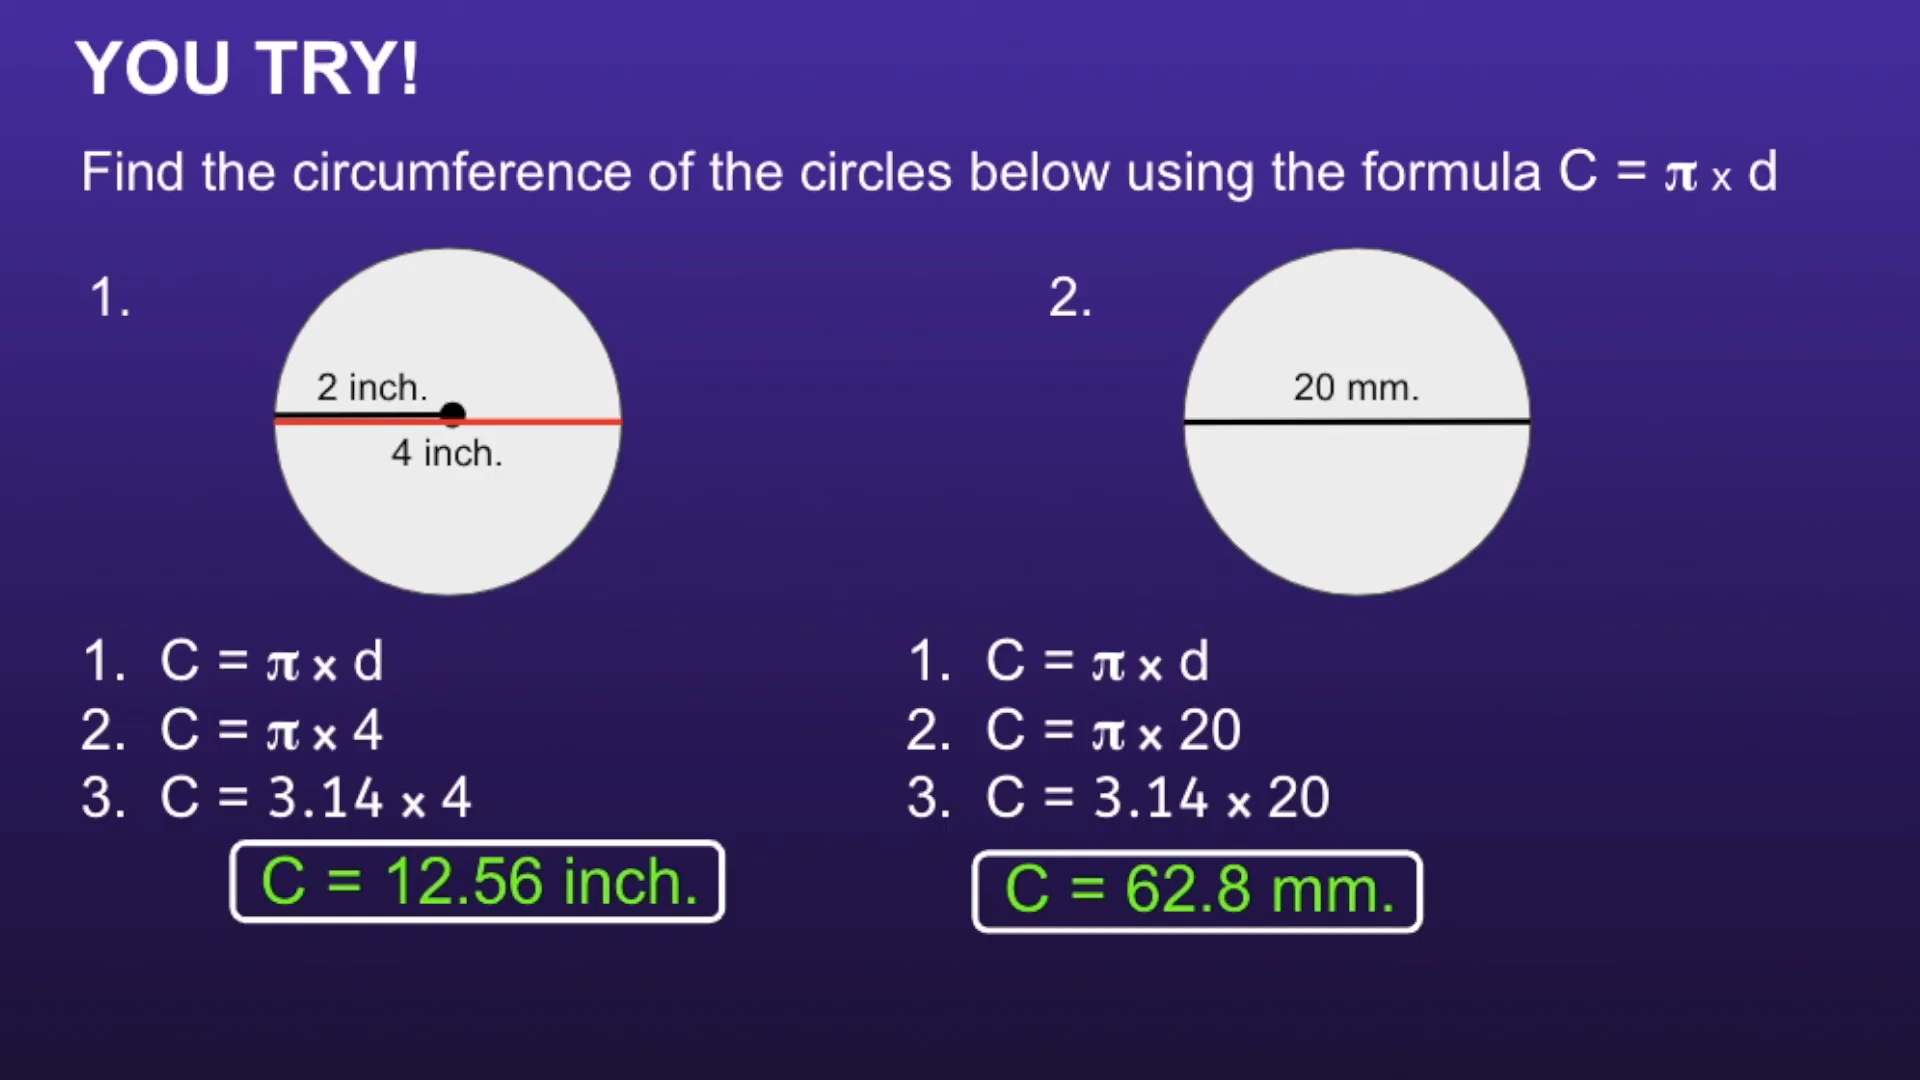 YOU TRY!
Find the circumference of the circles below using the formula C = π x d
1.
2 inch.
4 inch.
2.
20 mm.
1. C = π x d
2. C = π x 4
3. C = 3.14 x 4
C = 12.56 inch.
1. C = π x d
2. C = π x 20
3. C = 3.14 x 20
C = 62.8 mm.